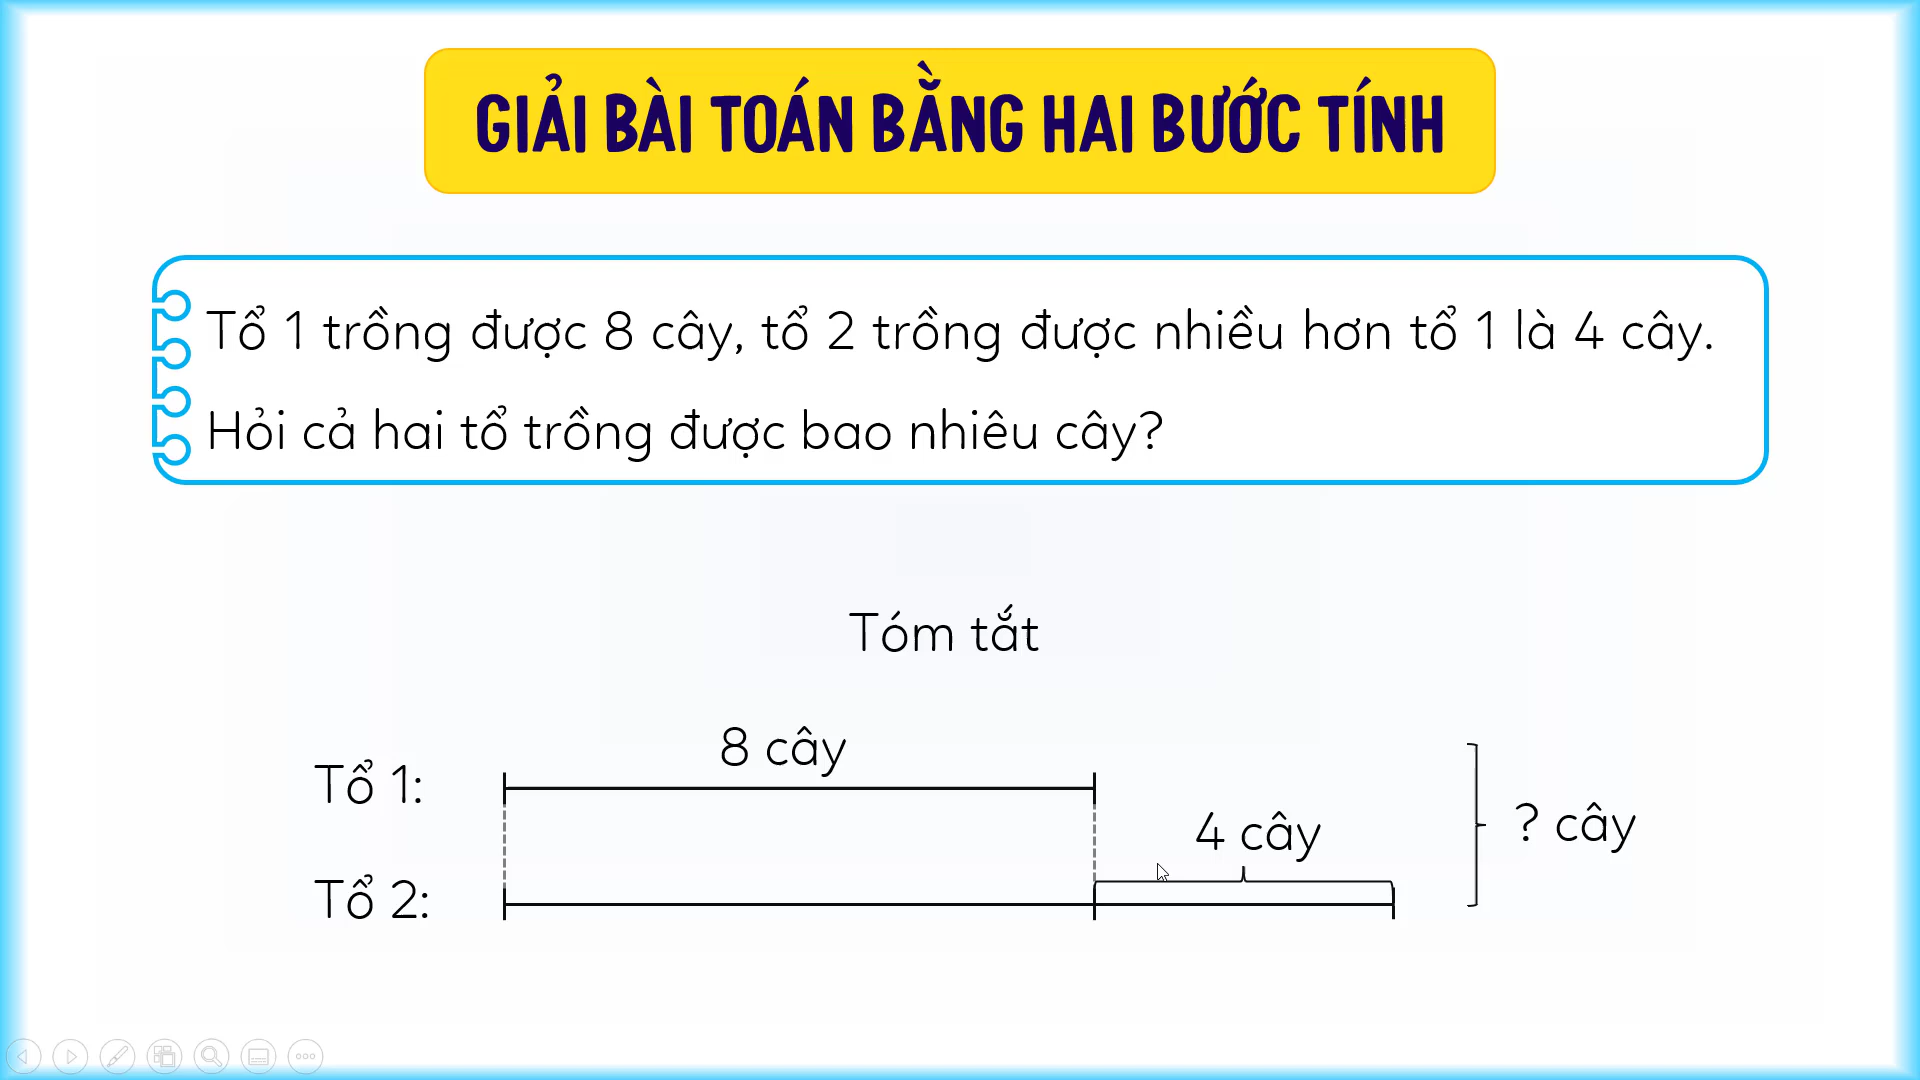 GIẢI BÀI TOÁN BẰNG HAI BƯỚC TÍNH
Tổ 1 trồng được 8 cây, tổ 2 trồng được nhiều hơn tổ 1 là 4 cây.
Hỏi cả hai tổ trồng được bao nhiêu cây?
Tóm tắt
8 cây
Tổ 1:
4 cây
? cây
Tổ 2: